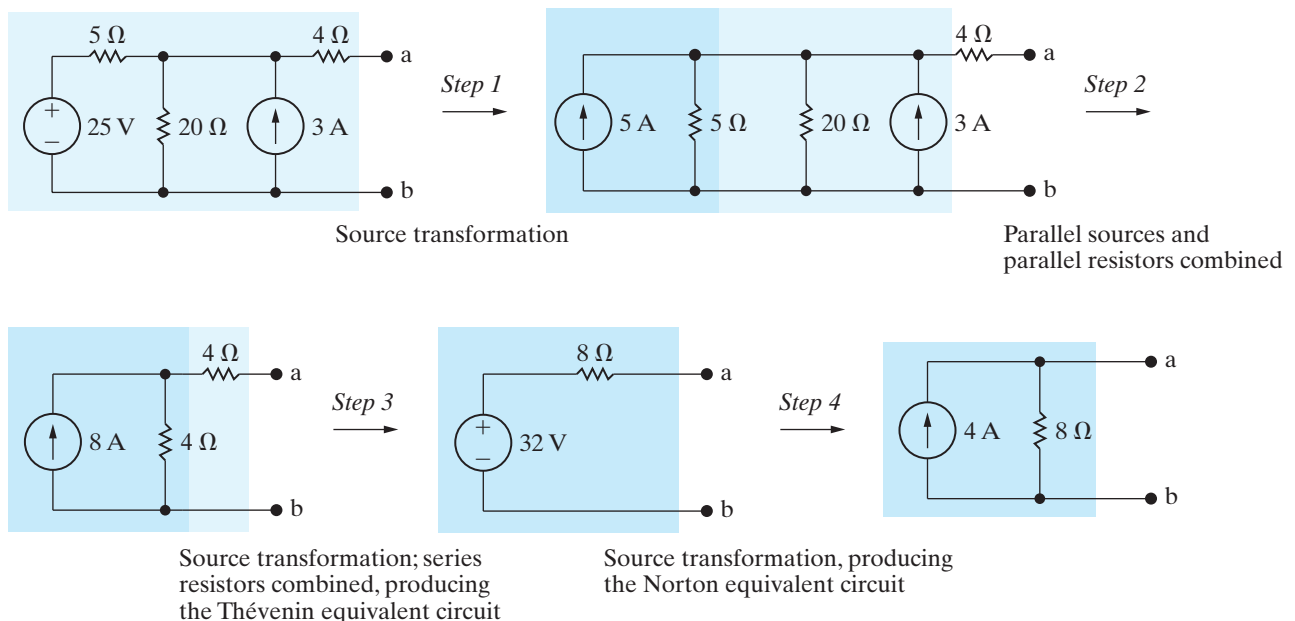 5 Ω
4 Ω
a
+
−
25 V
20 Ω
3 A
b
Step 1
4 Ω
a
5 A
5 Ω
20 Ω
3 A
b
Step 2
Source transformation
Parallel sources and
parallel resistors combined
4 Ω
a
8 A
4 Ω
b
Step 3
8 Ω
a
+
−
32 V
b
Step 4
a
4 A
8 Ω
b
Source transformation; series
resistors combined, producing
the Thévenin equivalent circuit
Source transformation, producing
the Norton equivalent circuit